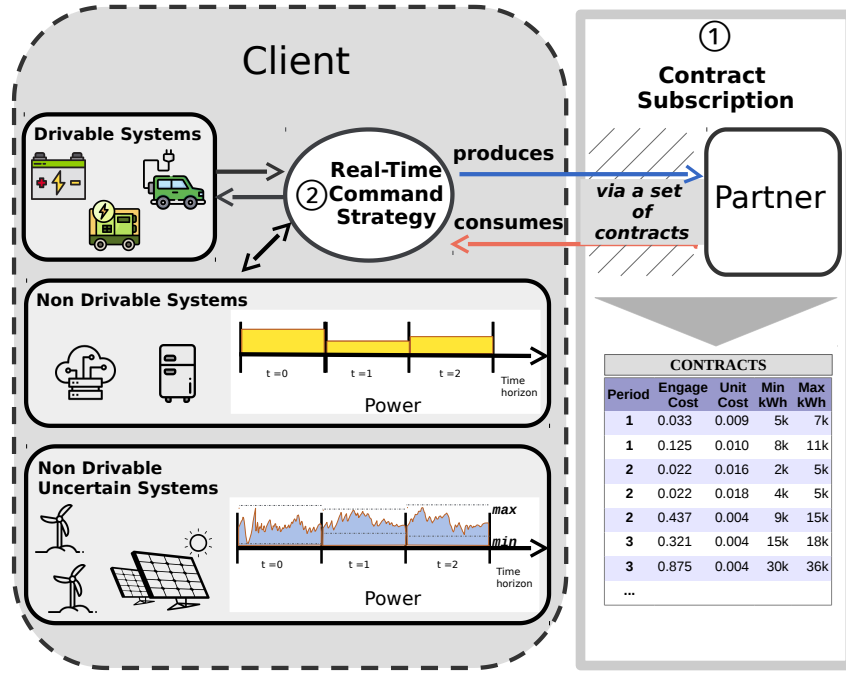 Client
Drivable Systems
②
Real-Time
Command
Strategy
produces
consumes
①
Contract
Subscription
via a set
of
contracts
Partner
Non Drivable Systems
t =0
t =1
t =2
Time
horizon
Power
Non Drivable
Uncertain Systems
max
min
t =0
t =1
t =2
Time
horizon
Power
CONTRACTS
Period Engage Cost Unit Cost Min kWh Max kWh
1 0.033 0.009 5k 7k
1 0.125 0.010 8k 11k
2 0.022 0.016 2k 5k
2 0.022 0.018 4k 5k
2 0.437 0.004 9k 15k
3 0.321 0.004 15k 18k
3 0.875 0.004 30k 36k
...